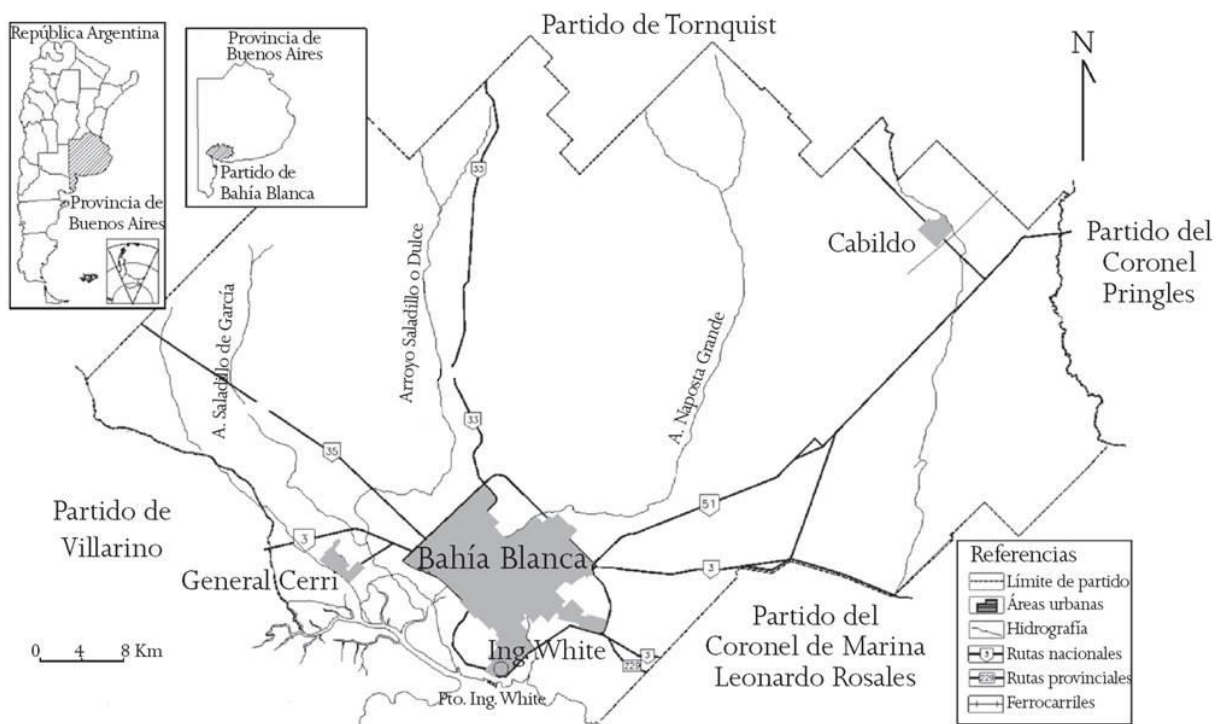 República Argentina
Provincia de
Buenos Aires
Provincia de
Buenos Aires
Partido de
Bahía Blanca
Partido de Tornquist
N
Cabildo
Partido del
Coronel
Pringles
A. Saladillo de García
Arroyo Saladillo o Dulce
A. Naposta Grande
33
33
35
51
3
3
3
229
Partido de
Villarino
General Cerri
Bahía Blanca
Ing. White
Pto. Ing. White
Partido del
Coronel de Marina
Leonardo Rosales
0 4 8 Km
Referencias
Límite de partido
Áreas urbanas
Hidrografía
3 Rutas nacionales
229 Rutas provinciales
Ferrocarriles